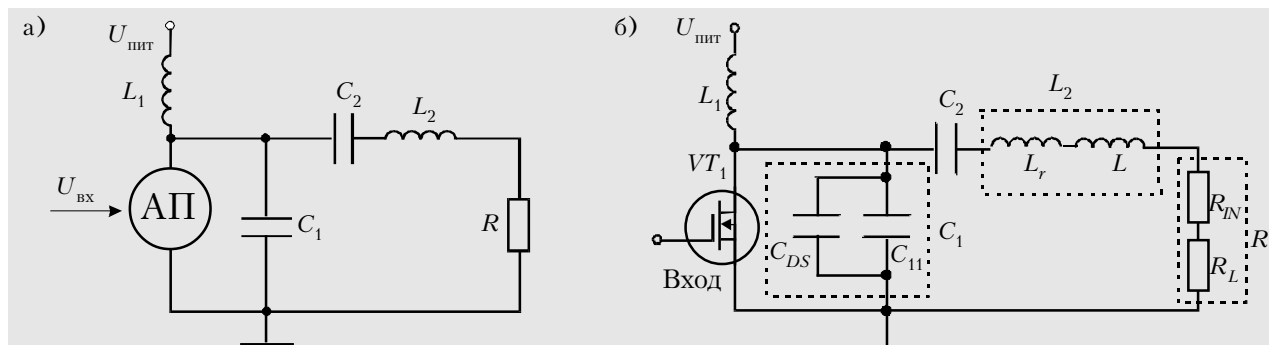 а)
U пит
L1
C2
L2
U вх
АП
C1
R
б)
U пит
L1
C2
L2
Lr
L
VT1
CDS
C11
C1
RIN
R
RL
Вход